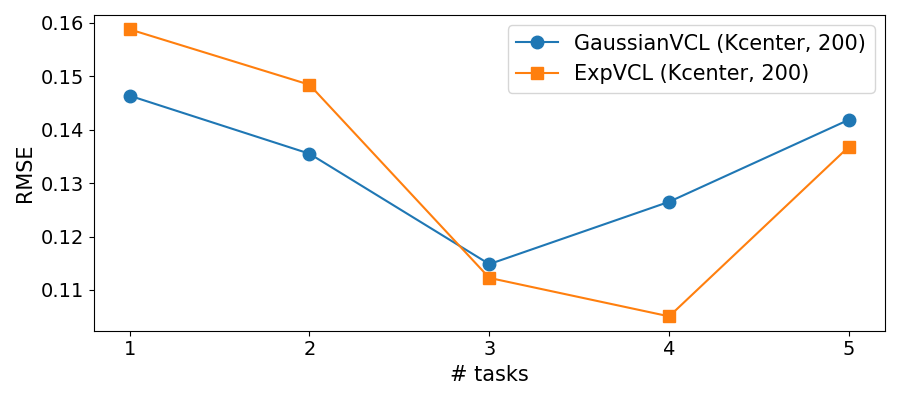 0.16
0.15
0.14
0.13
0.12
0.11
RMSE
GaussianVCL (Kcenter, 200)
ExpVCL (Kcenter, 200)
1 2 3 4 5
# tasks